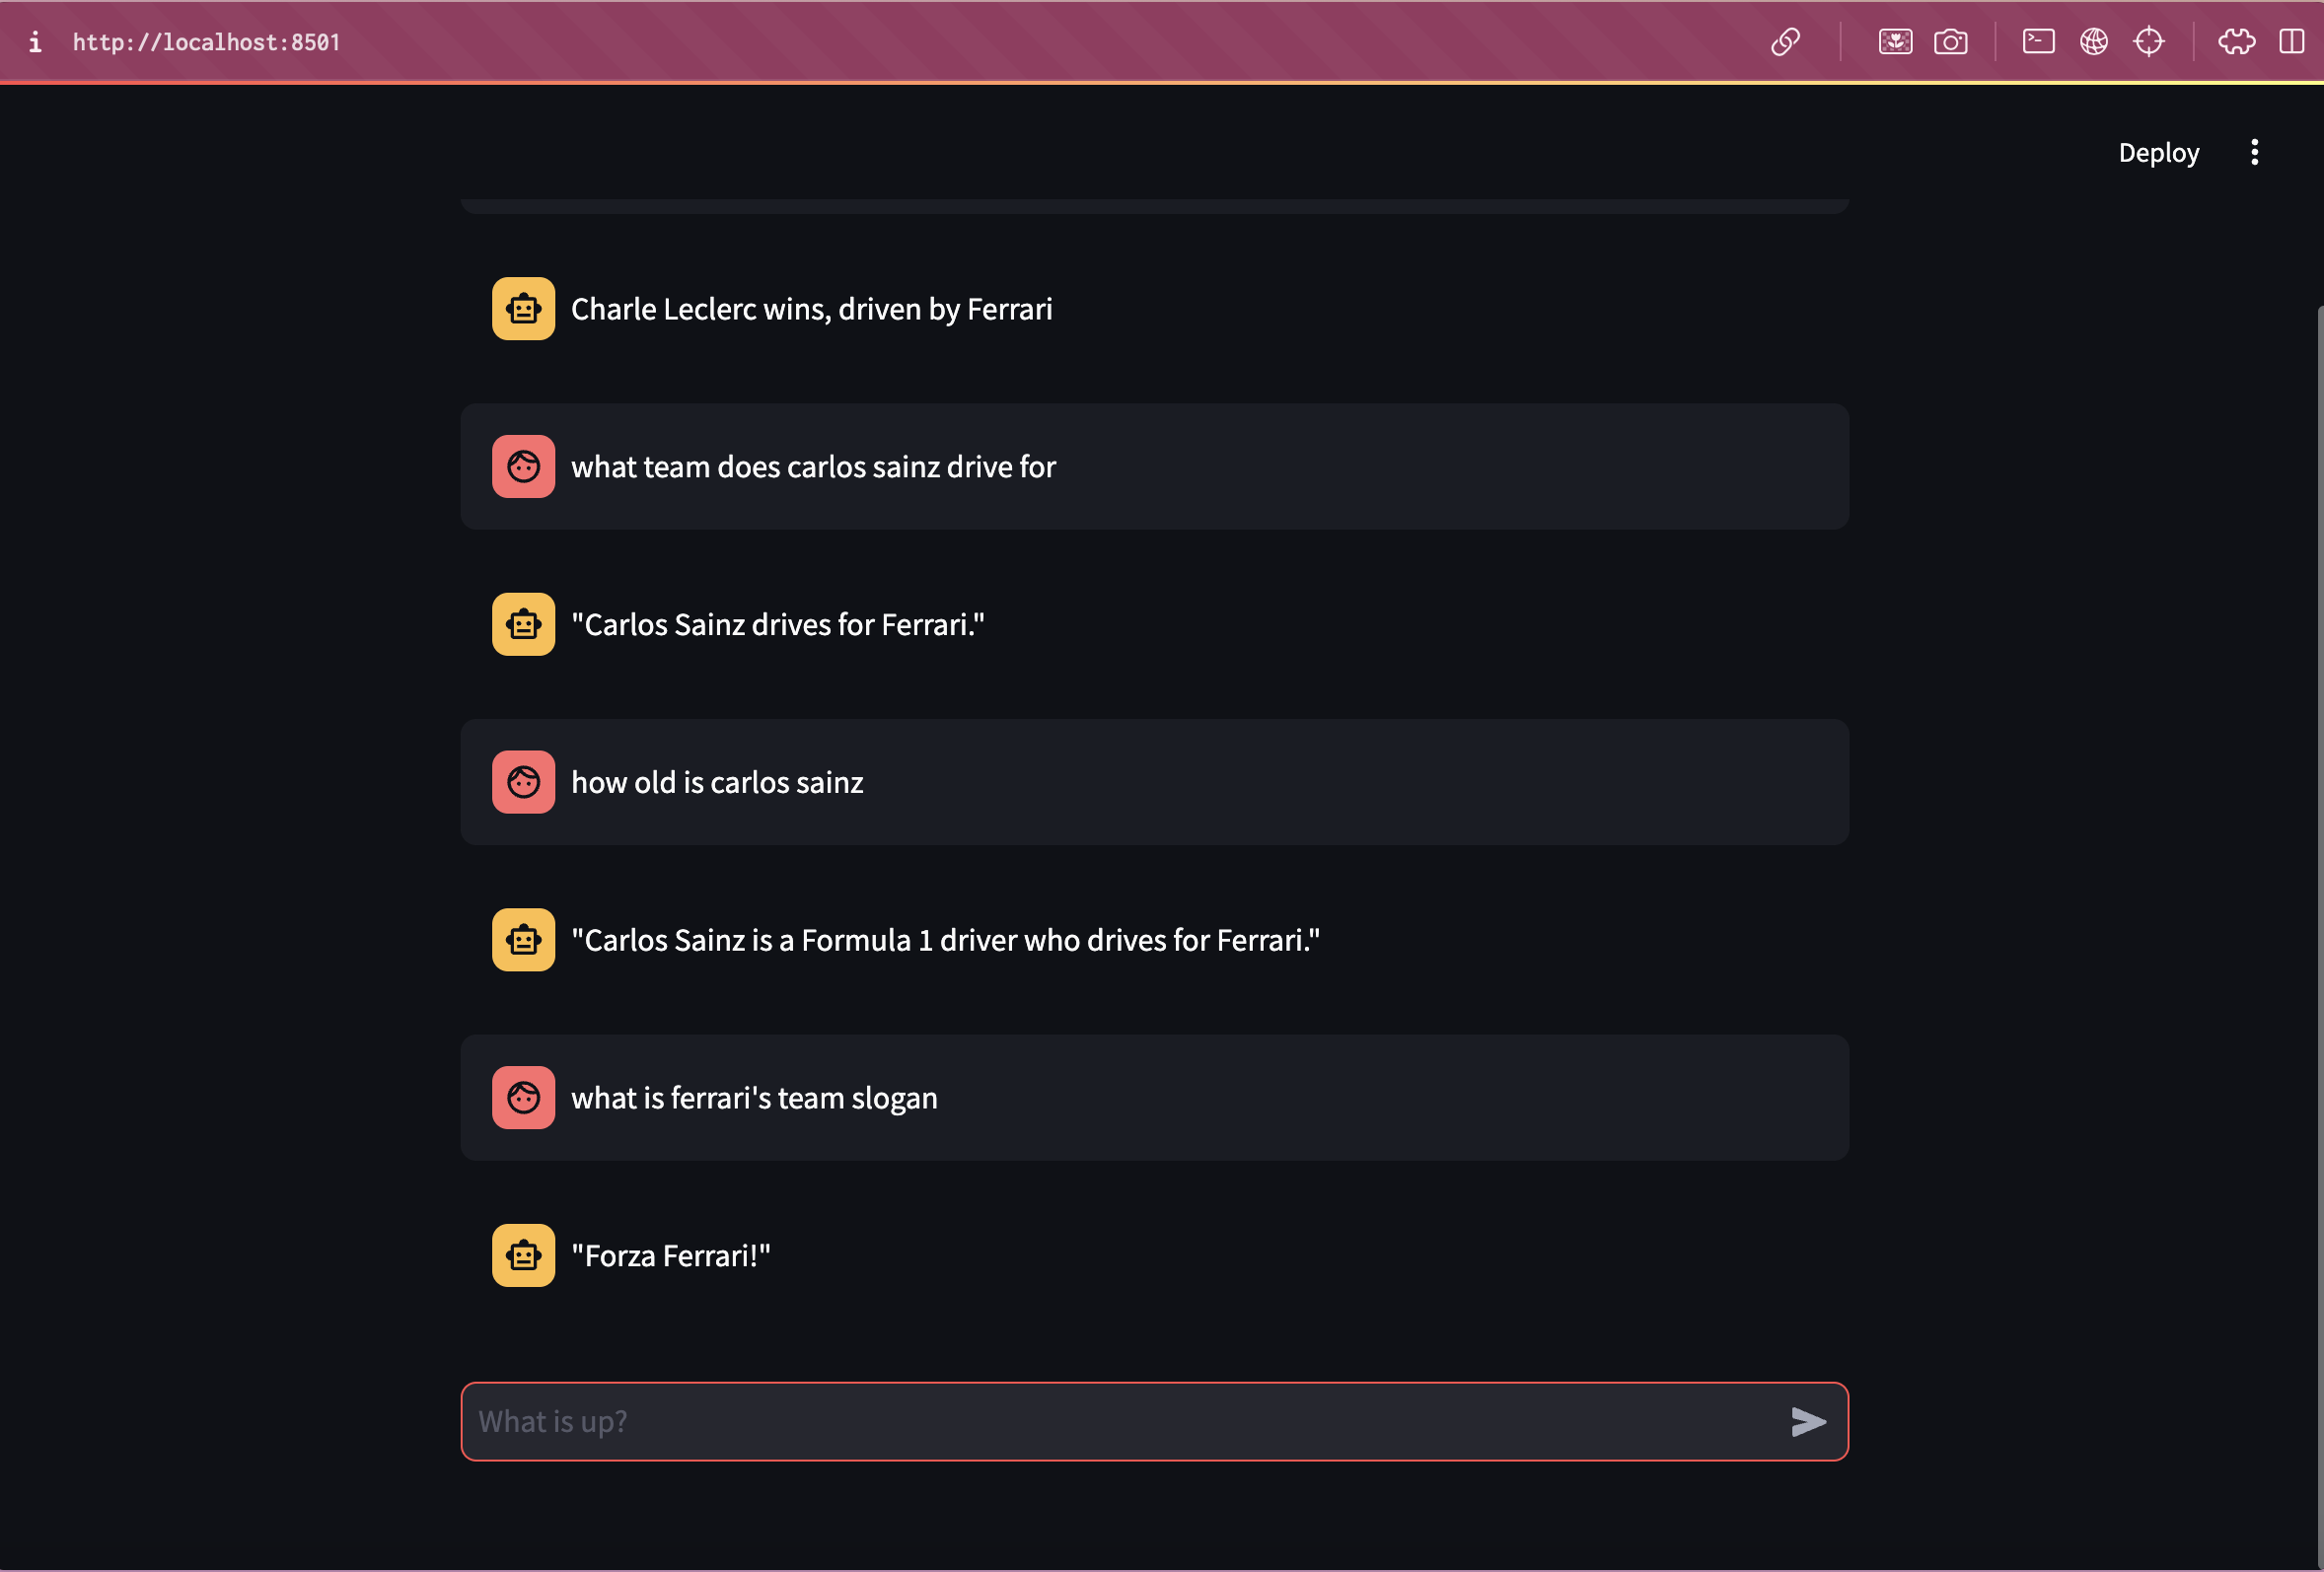 i http://localhost:8501
Deploy
Charle Leclerc wins, driven by Ferrari
what team does carlos sainz drive for
"Carlos Sainz drives for Ferrari."
how old is carlos sainz
"Carlos Sainz is a Formula 1 driver who drives for Ferrari."
what is ferrari's team slogan
"Forza Ferrari!"
What is up?